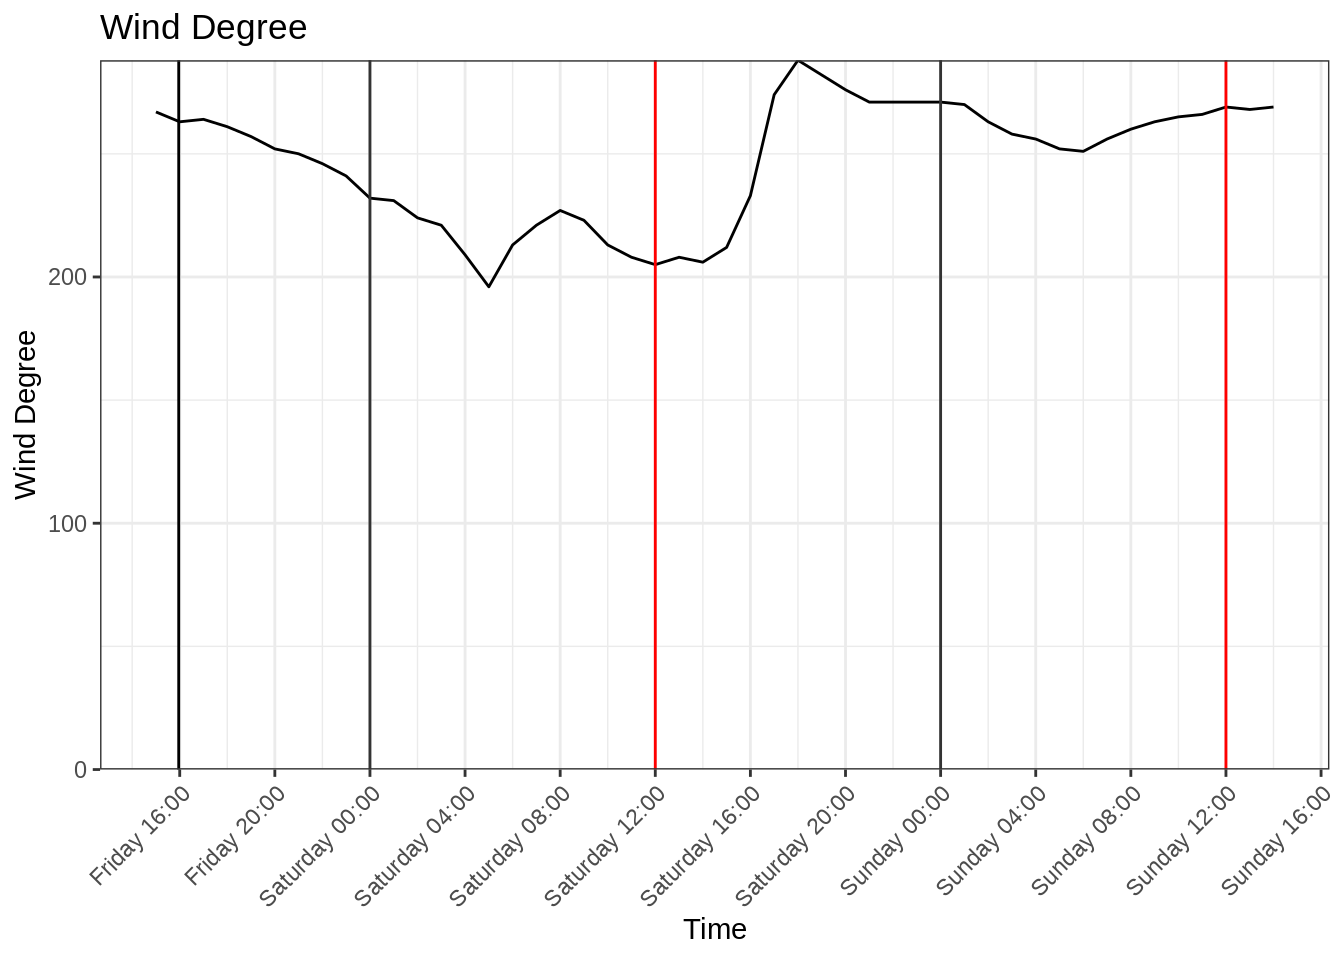 Wind Degree
Wind Degree
200
100
0
Friday 16:00
Friday 20:00
Saturday 00:00
Saturday 04:00
Saturday 08:00
Saturday 12:00
Saturday 16:00
Saturday 20:00
Sunday 00:00
Sunday 04:00
Sunday 08:00
Sunday 12:00
Sunday 16:00
Time